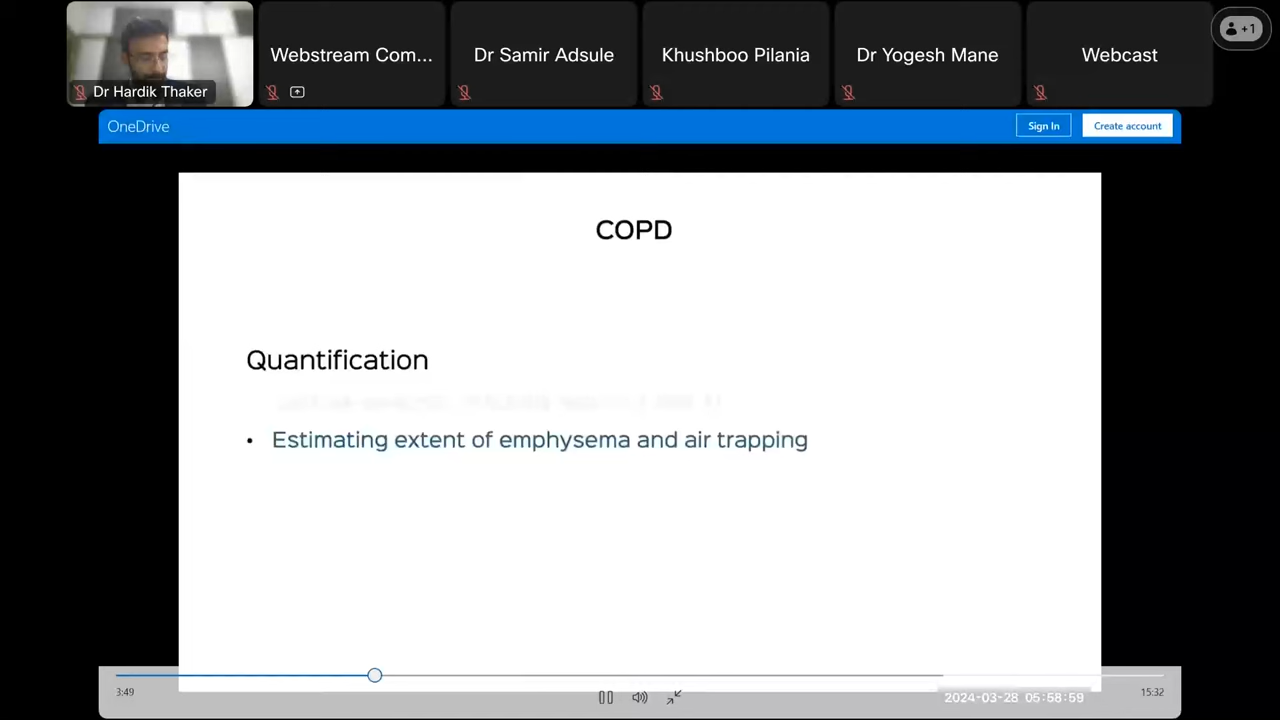 Webstream Com...
Dr Samir Adsule
Khushboo Pilania
Dr Yogesh Mane
Webcast
+1
Dr Hardik Thaker
OneDrive
Sign In
Create account
COPD
Quantification
• Estimating extent of emphysema and air trapping
3:49
2024-03-28 05:58:59
15:32